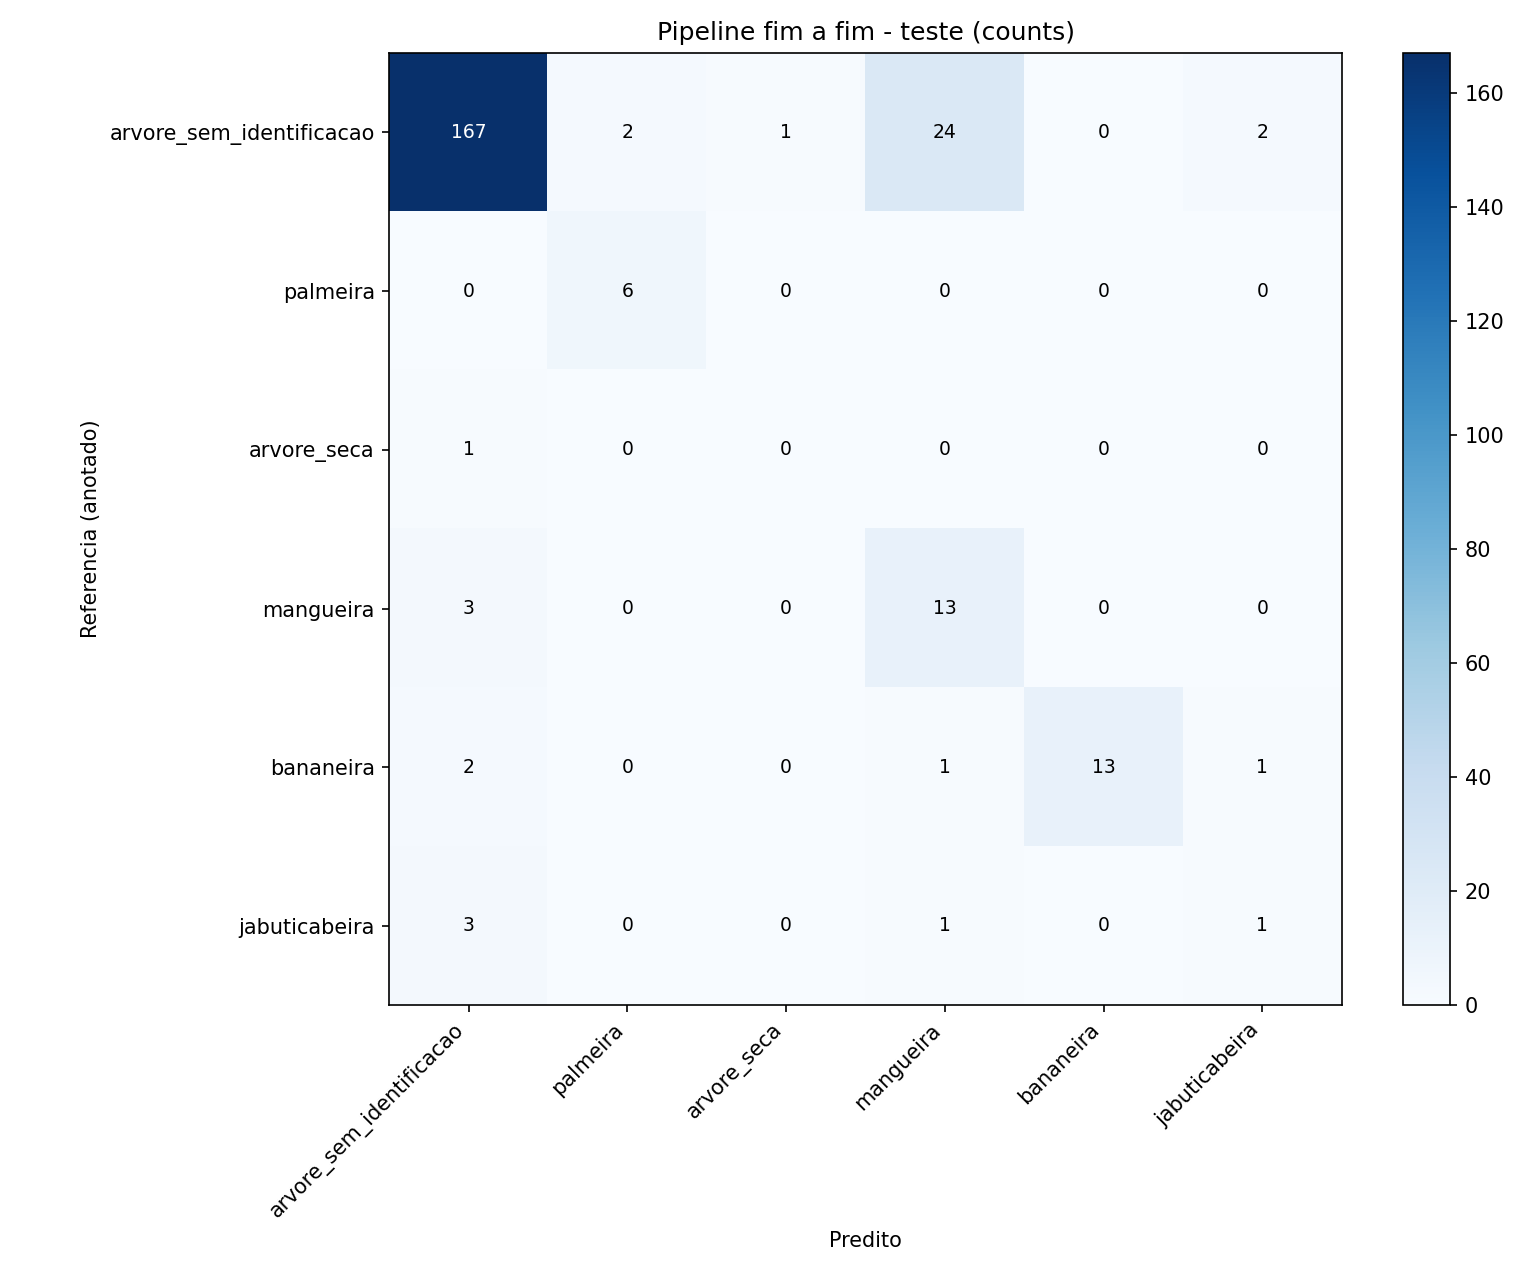 Pipeline fim a fim - teste (counts)
arvore_sem_identificacao 167 2 1 24 0 2
palmeira 0 6 0 0 0 0
arvore_seca 1 0 0 0 0 0
mangueira 3 0 0 13 0 0
bananeira 2 0 0 1 13 1
jabuticabeira 3 0 0 1 0 1
Referencia (anotado)
arvore_sem_identificacao
palmeira
arvore_seca
mangueira
bananeira
jabuticabeira
Predito
160
140
120
100
80
60
40
20
0